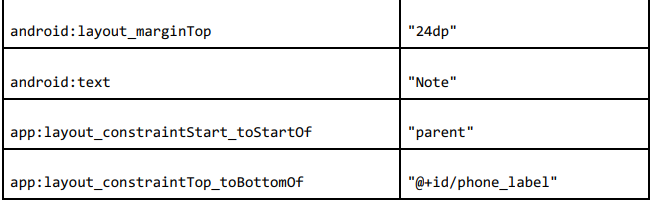 android:layout_marginTop "24dp"
android:text "Note"
app:layout_constraintStart_toStartOf "parent"
app:layout_constraintTop_toBottomOf "@+id/phone_label"